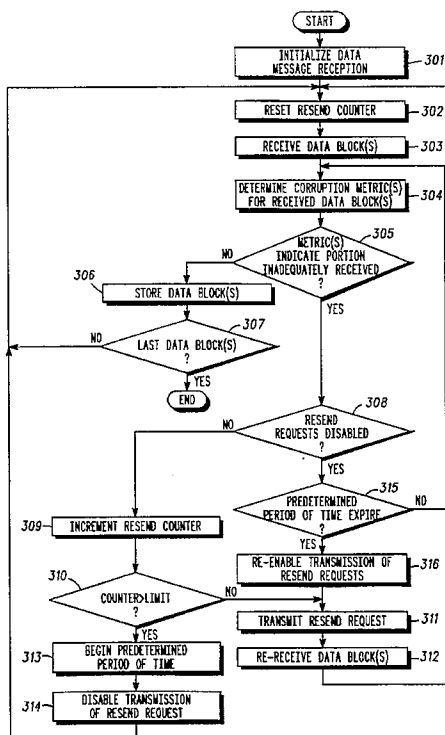 START
INITIALIZE DATA
MESSAGE RECEPTION
301
RESET RESEND COUNTER
302
RECEIVE DATA BLOCK(S)
303
DETERMINE CORRUPTION METRIC(S)
FOR RECEIVED DATA BLOCK(S)
304
METRIC(S)
INDICATE PORTION
INADEQUATELY RECEIVED
?
305
NO
YES
306
STORE DATA BLOCK(S)
307
LAST DATA BLOCK(S)
?
NO
YES
END
308
RESEND
REQUESTS DISABLED
?
NO
YES
315
PREDETERMINED
PERIOD OF TIME EXPIRE
?
NO
YES
309
INCREMENT RESEND COUNTER
RE-ENABLE TRANSMISSION OF
RESEND REQUESTS
316
310
COUNTER>LIMIT
?
NO
YES
TRANSMIT RESEND REQUEST
311
313
BEGIN PREDETERMINED
PERIOD OF TIME
RE-RECEIVE DATA BLOCK(S)
312
314
DISABLE TRANSMISSION
OF RESEND REQUEST